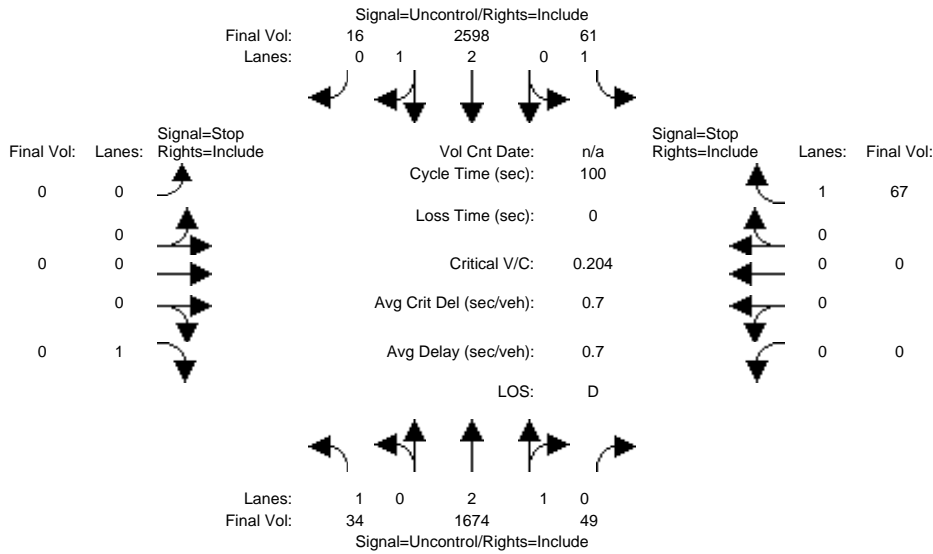 Signal=Uncontrol/Rights=Include
Final Vol: 16 2598 61
Lanes: 0 1 2 0 1
Signal=Stop
Final Vol: Lanes: Rights=Include
Vol Cnt Date: n/a
Signal=Stop
Rights=Include Lanes: Final Vol:
Cycle Time (sec): 100
0 0
1 67
Loss Time (sec): 0
0
0
Critical V/C: 0.204
0 0
0 0
Avg Crit Del (sec/veh): 0.7
0
0
Avg Delay (sec/veh): 0.7
0 1
0 0
LOS: D
Lanes: 1 0 2 1 0
Final Vol: 34 1674 49
Signal=Uncontrol/Rights=Include